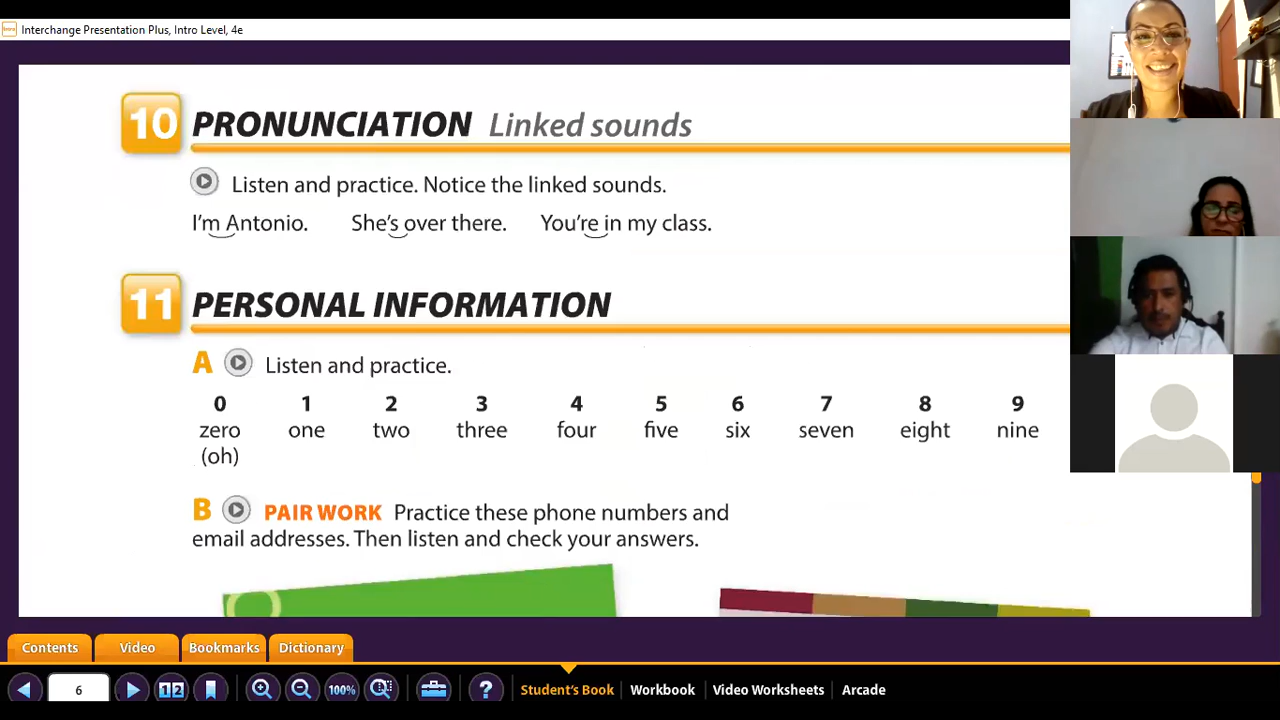 Interchange Presentation Plus, Intro Level, 4e
10 PRONUNCIATION Linked sounds
Listen and practice. Notice the linked sounds.
I'm Antonio. She's over there. You're in my class.
11 PERSONAL INFORMATION
A Listen and practice.
0 1 2 3 4 5 6 7 8 9
zero one two three four five six seven eight nine
(oh)
B PAIR WORK Practice these phone numbers and
email addresses. Then listen and check your answers.
Contents Video Bookmarks Dictionary
6 1 2 100% ? Student's Book Workbook Video Worksheets Arcade